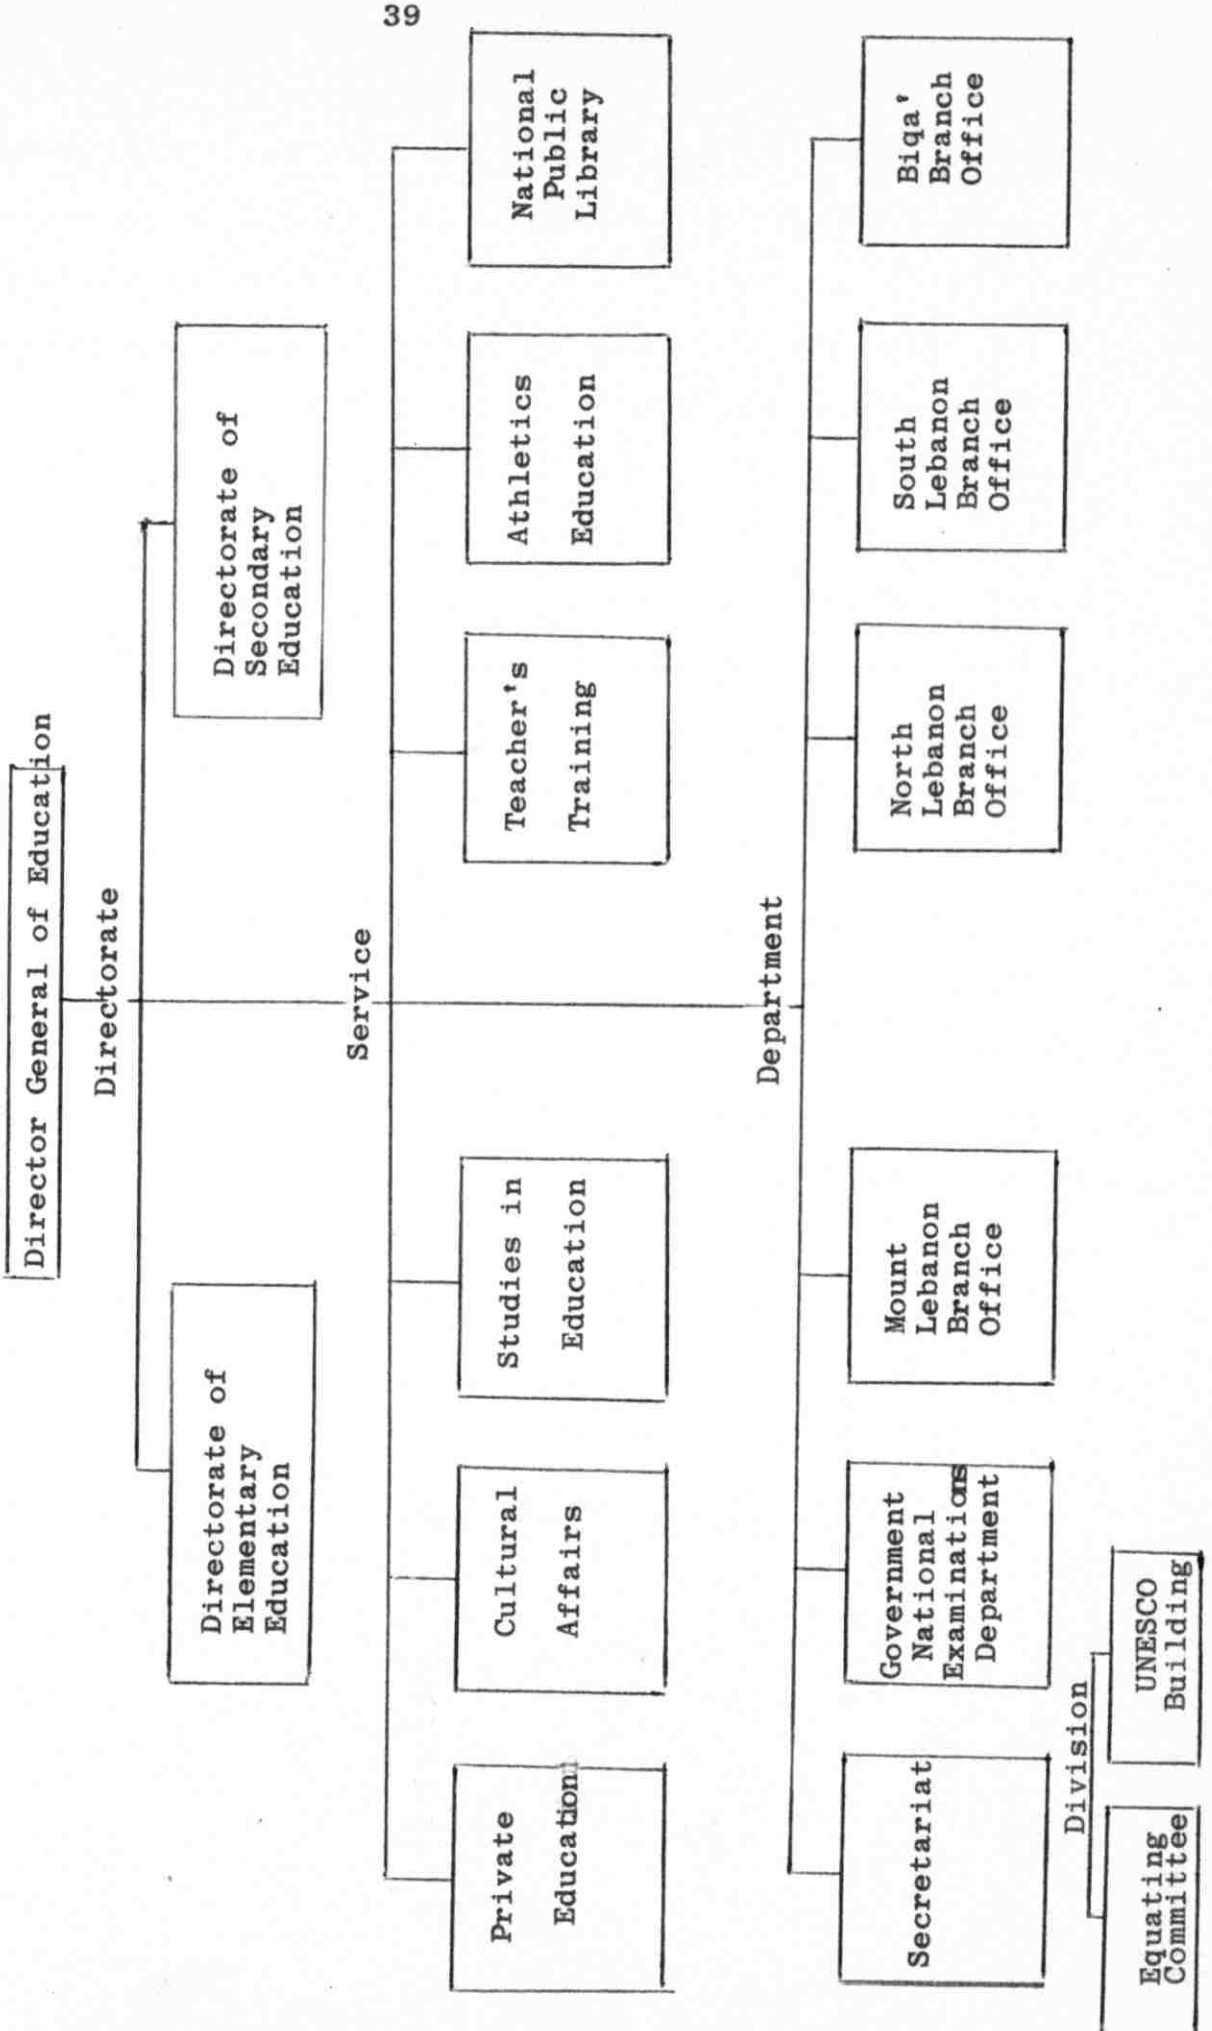 39
Director General of Education
Directorate
Directorate of
Elementary
Education
Directorate of
Secondary
Education
Service
Private
Education
Cultural
Affairs
Studies in
Education
Teacher's
Training
Athletics
Education
National
Public
Library
Department
Secretariat
Government
National
Examinations
Department
Mount
Lebanon
Branch
Office
North
Lebanon
Branch
Office
South
Lebanon
Branch
Office
Biqa'
Branch
Office
Division
Equating
Committee
UNESCO
Building